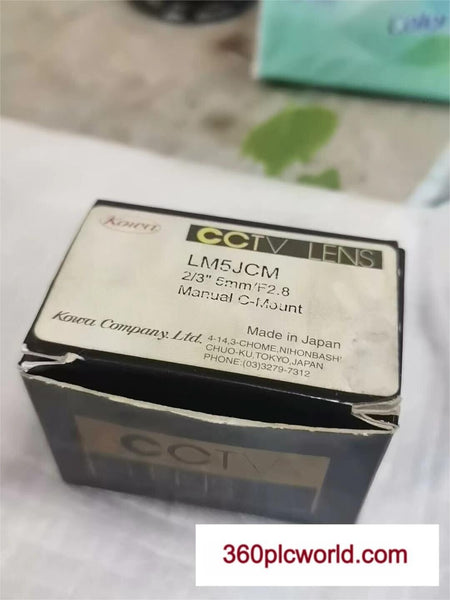 Color
Kowa
CCTV LENS
LM5JCM
2/3" 5mm/F2.8
Manual C-Mount
Kowa Company, Ltd.
Made in Japan
4-14,3-CHOME,NIHONBASHI
CHUO-KU,TOKYO,JAPAN
PHONE:(03)3279-7312
CCTV
360plcworld.com